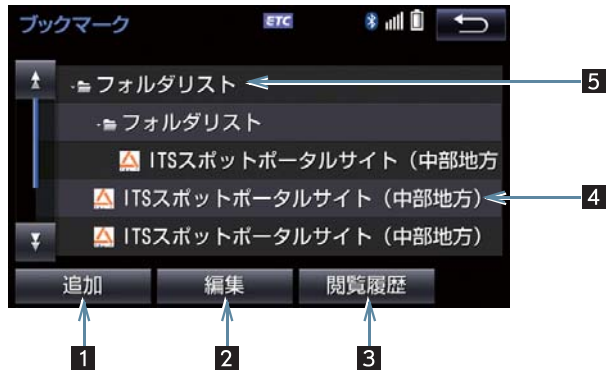 ブックマーク ETC
フォルダリスト 5
フォルダリスト
ITSスポットポータルサイト（中部地方
ITSスポットポータルサイト（中部地方） 4
ITSスポットポータルサイト（中部地方）
追加 編集 閲覧履歴
1 2 3